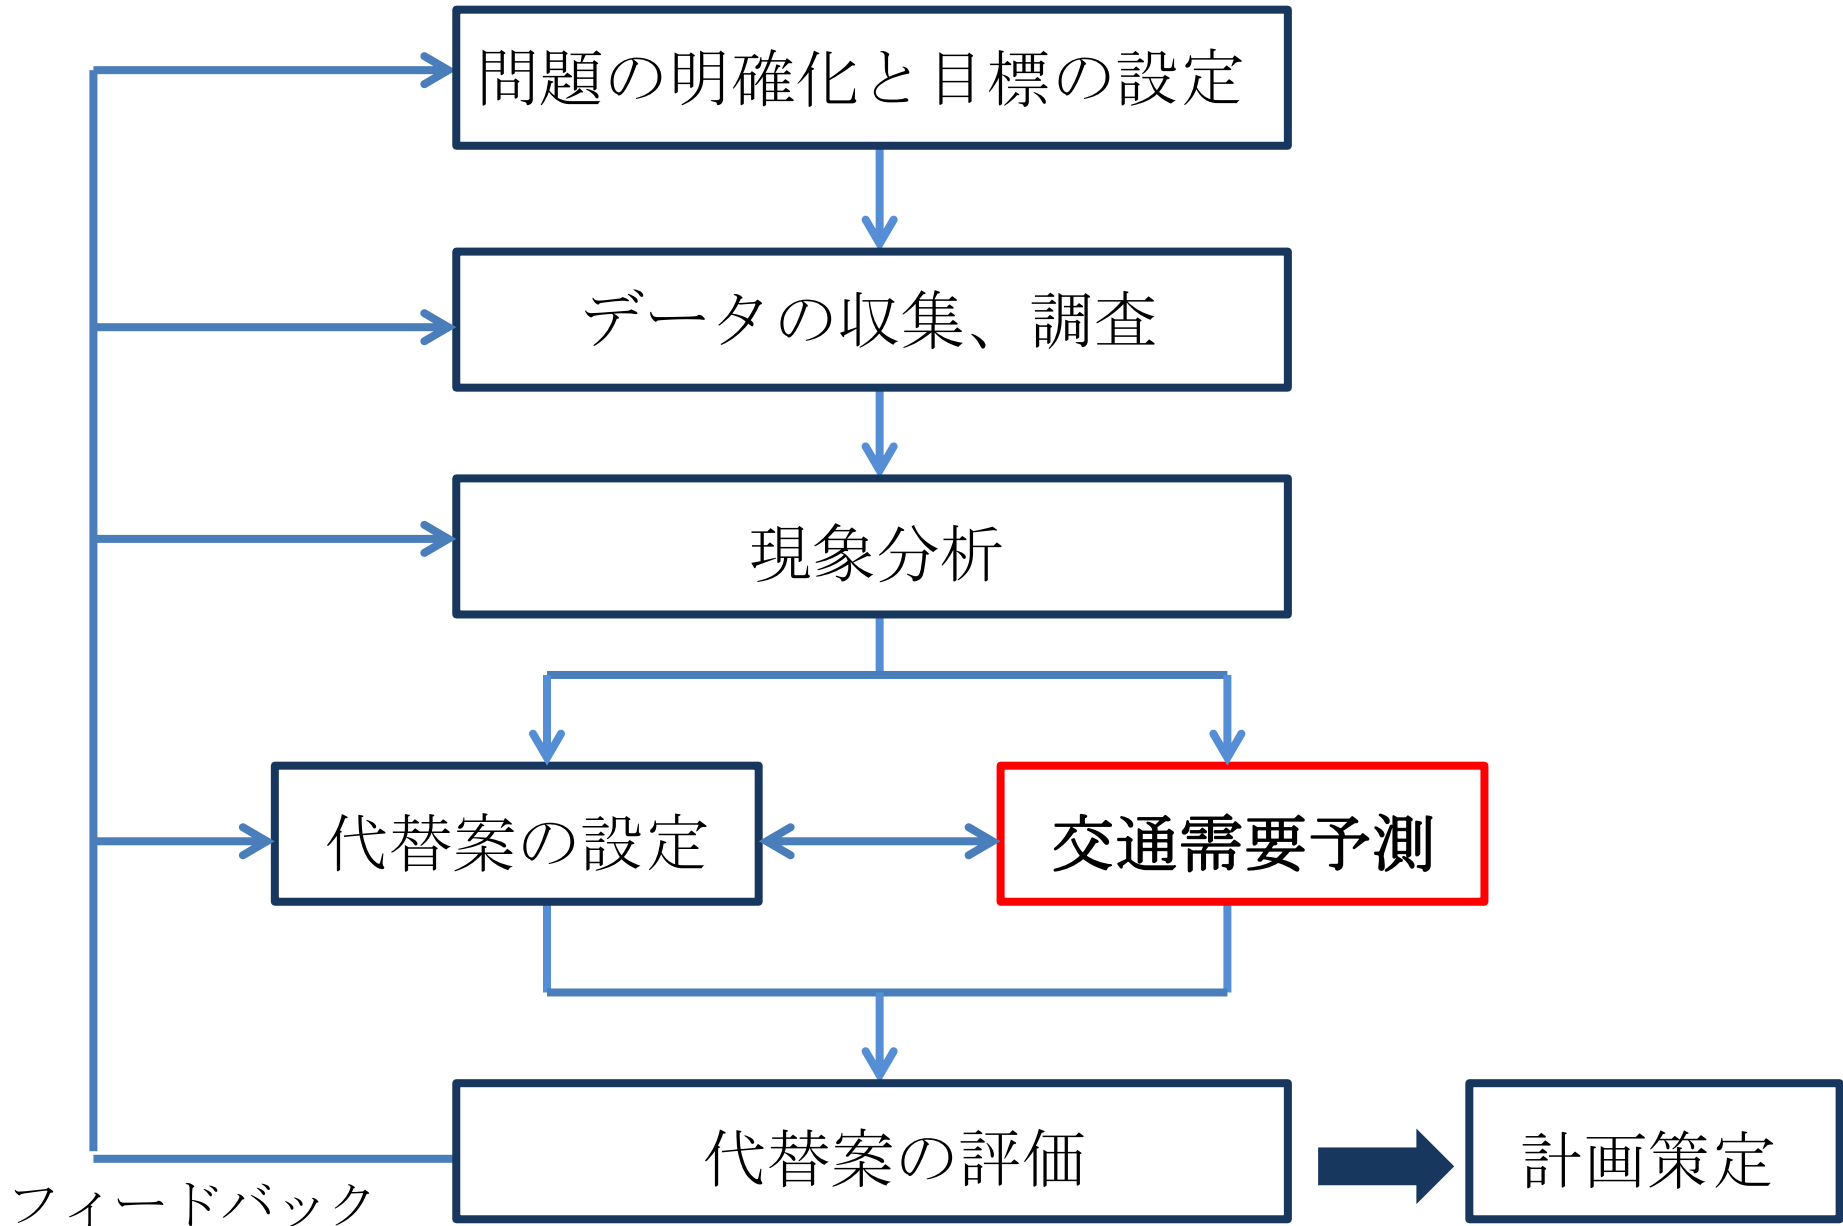 問題の明確化と目標の設定
データの収集、調査
現象分析
代替案の設定
交通需要予測
代替案の評価
計画策定
フィードバック